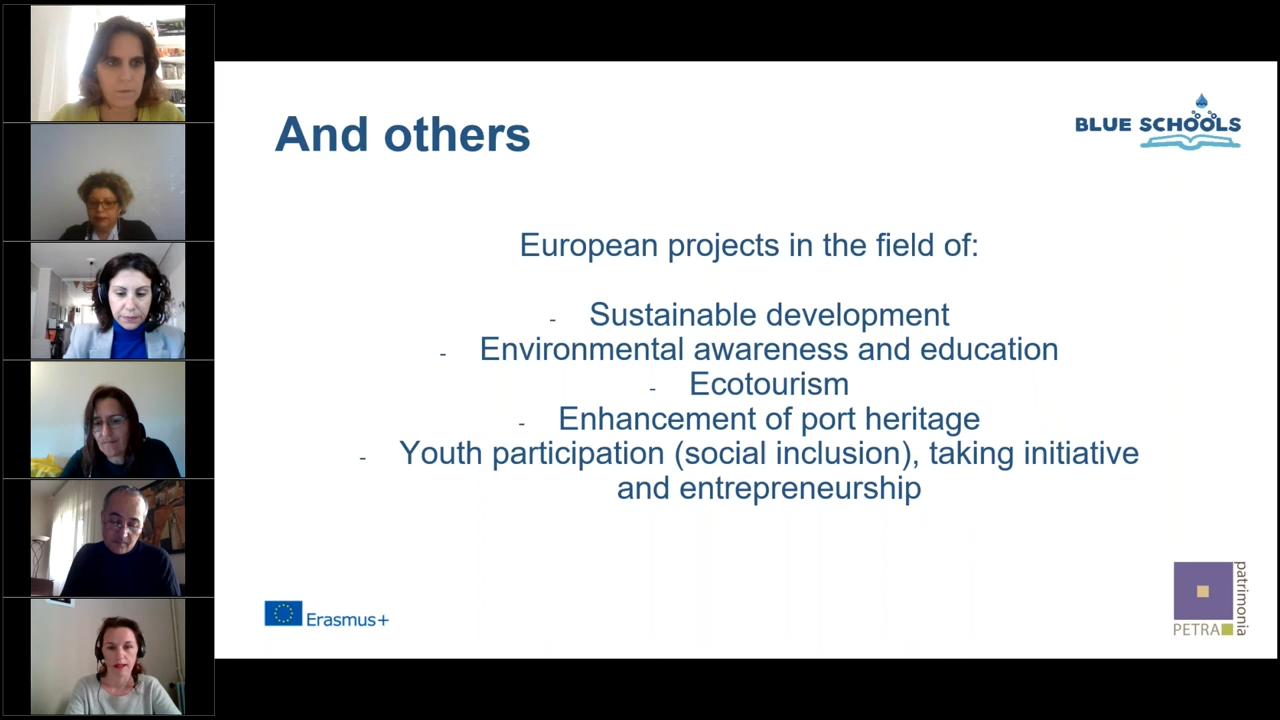 And others
BLUE SCHOOLS
European projects in the field of:
- Sustainable development
- Environmental awareness and education
- Ecotourism
- Enhancement of port heritage
- Youth participation (social inclusion), taking initiative
and entrepreneurship
Erasmus+
PETRA
patrimonia